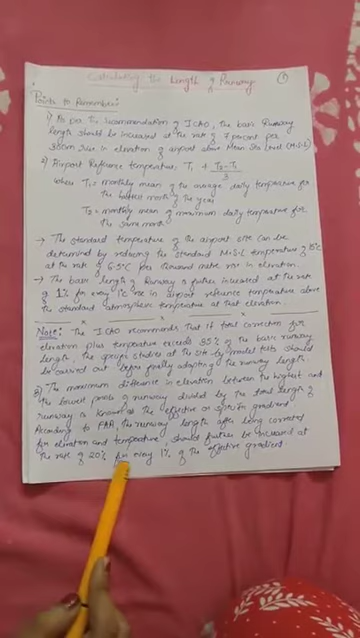 Calculating the Length of Runway
①
Points to Remember:
1) As per the recommendation of ICAO, the basic Runway
length should be increased at the rate of 7 percent per
300m rise in elevation of airport above Mean Sea Level (M.S.L)
2) Airport Reference temperature: T₁ + (T₂ - T₁)/3
where T₁ = monthly mean of the average daily temperature for
the hottest month of the year
T₂ = monthly mean of maximum daily temperature for
the same month
→ The standard temperature of the airport site can be
determined by reducing the standard M.S.L temperature of 15°C
at the rate of 6.5°C per thousand metre rise in elevation.
→ The basic length of Runway is further increased at the rate
of 1% for every 1°C rise in airport reference temperature above
the standard atmospheric temperature at that elevation.
Note: The ICAO recommends that if total correction for
elevation plus temperature exceeds 35% of the basic runway
length, the specific studies at the site by model tests should
be carried out before finally adopting the runway length.
3) The maximum difference in elevation between the highest and
the lowest points of runway divided by the total length of
runway is known as the effective or gradient
According to FAR, the runway length after being corrected
for elevation and temperature, should further be increased at
the rate of 20% for every 1% of the effective gradient